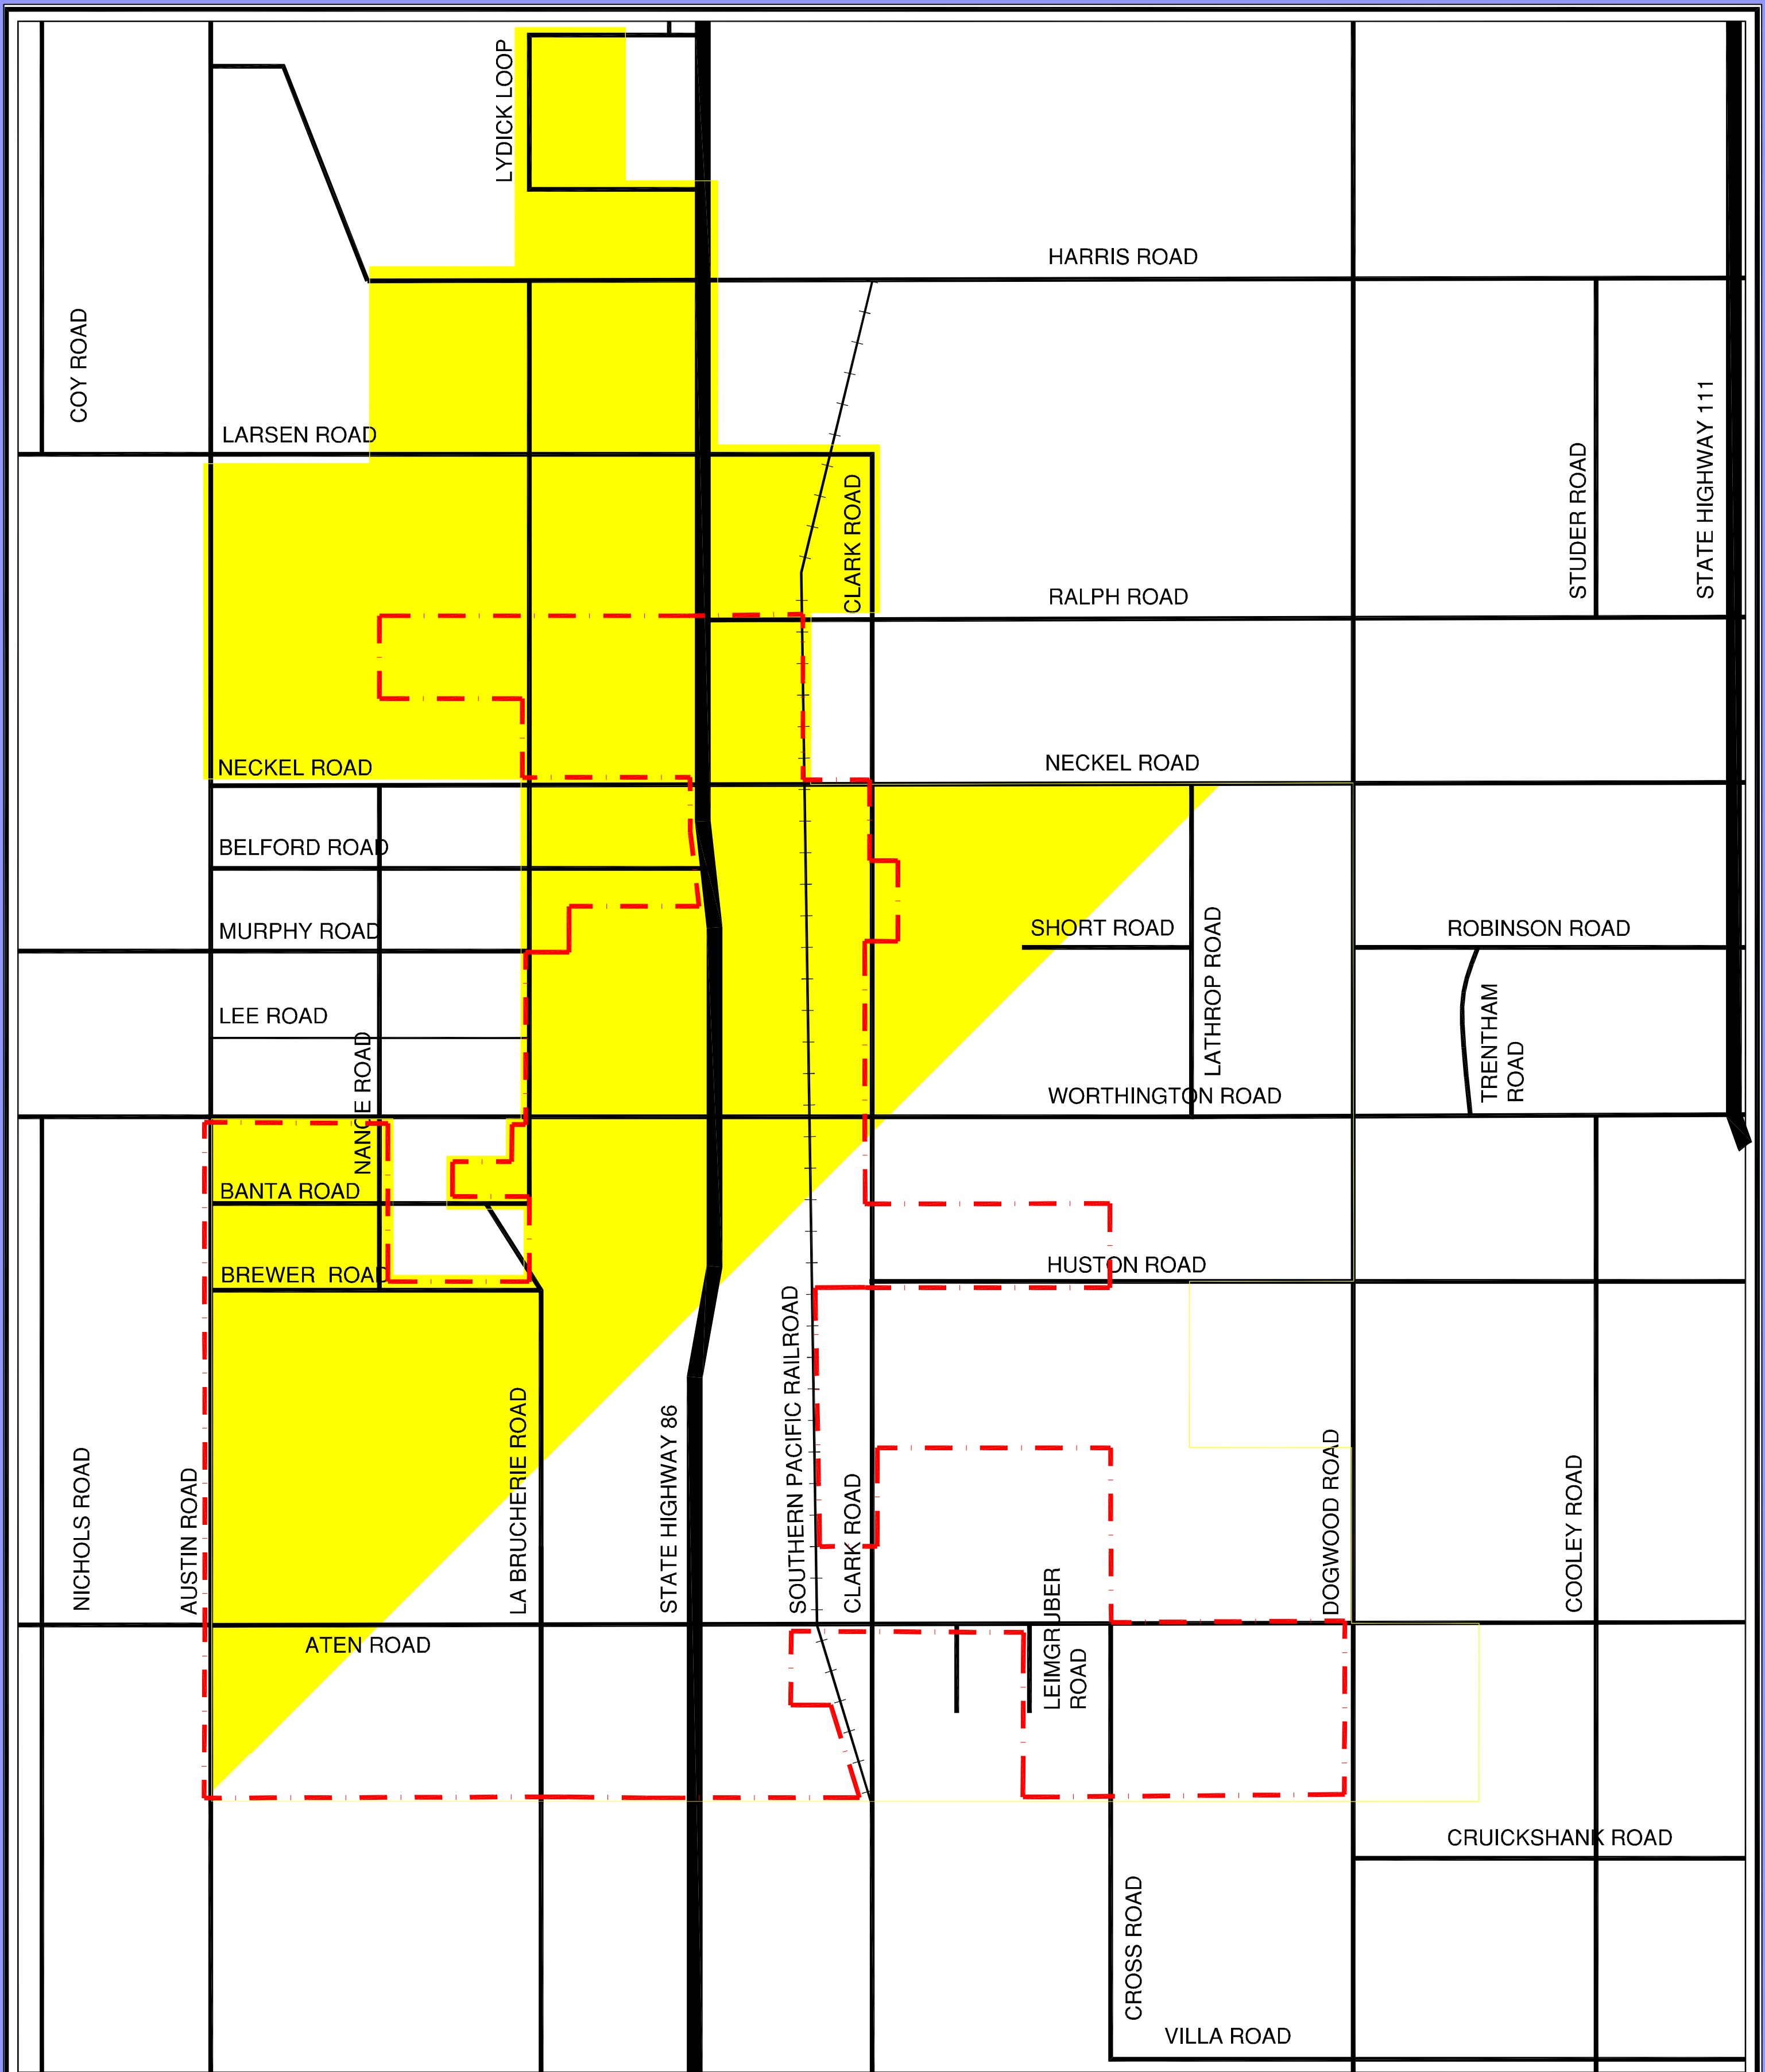 LYDICK LOOP
HARRIS ROAD
COY ROAD
LARSEN ROAD
CLARK ROAD
STUDER ROAD
STATE HIGHWAY 111
RALPH ROAD
NECKEL ROAD
NECKEL ROAD
BELFORD ROAD
MURPHY ROAD
SHORT ROAD
LATHROP ROAD
ROBINSON ROAD
LEE ROAD
NANCE ROAD
TRENTHAM
ROAD
WORTHINGTON ROAD
BANTA ROAD
BREWER ROAD
HUSTON ROAD
NICHOLS ROAD
AUSTIN ROAD
LA BRUCHERIE ROAD
STATE HIGHWAY 86
SOUTHERN PACIFIC RAILROAD
CLARK ROAD
DOGWOOD ROAD
COOLEY ROAD
LEIMGRUBER
ROAD
ATEN ROAD
CRUICKSHANK ROAD
CROSS ROAD
VILLA ROAD